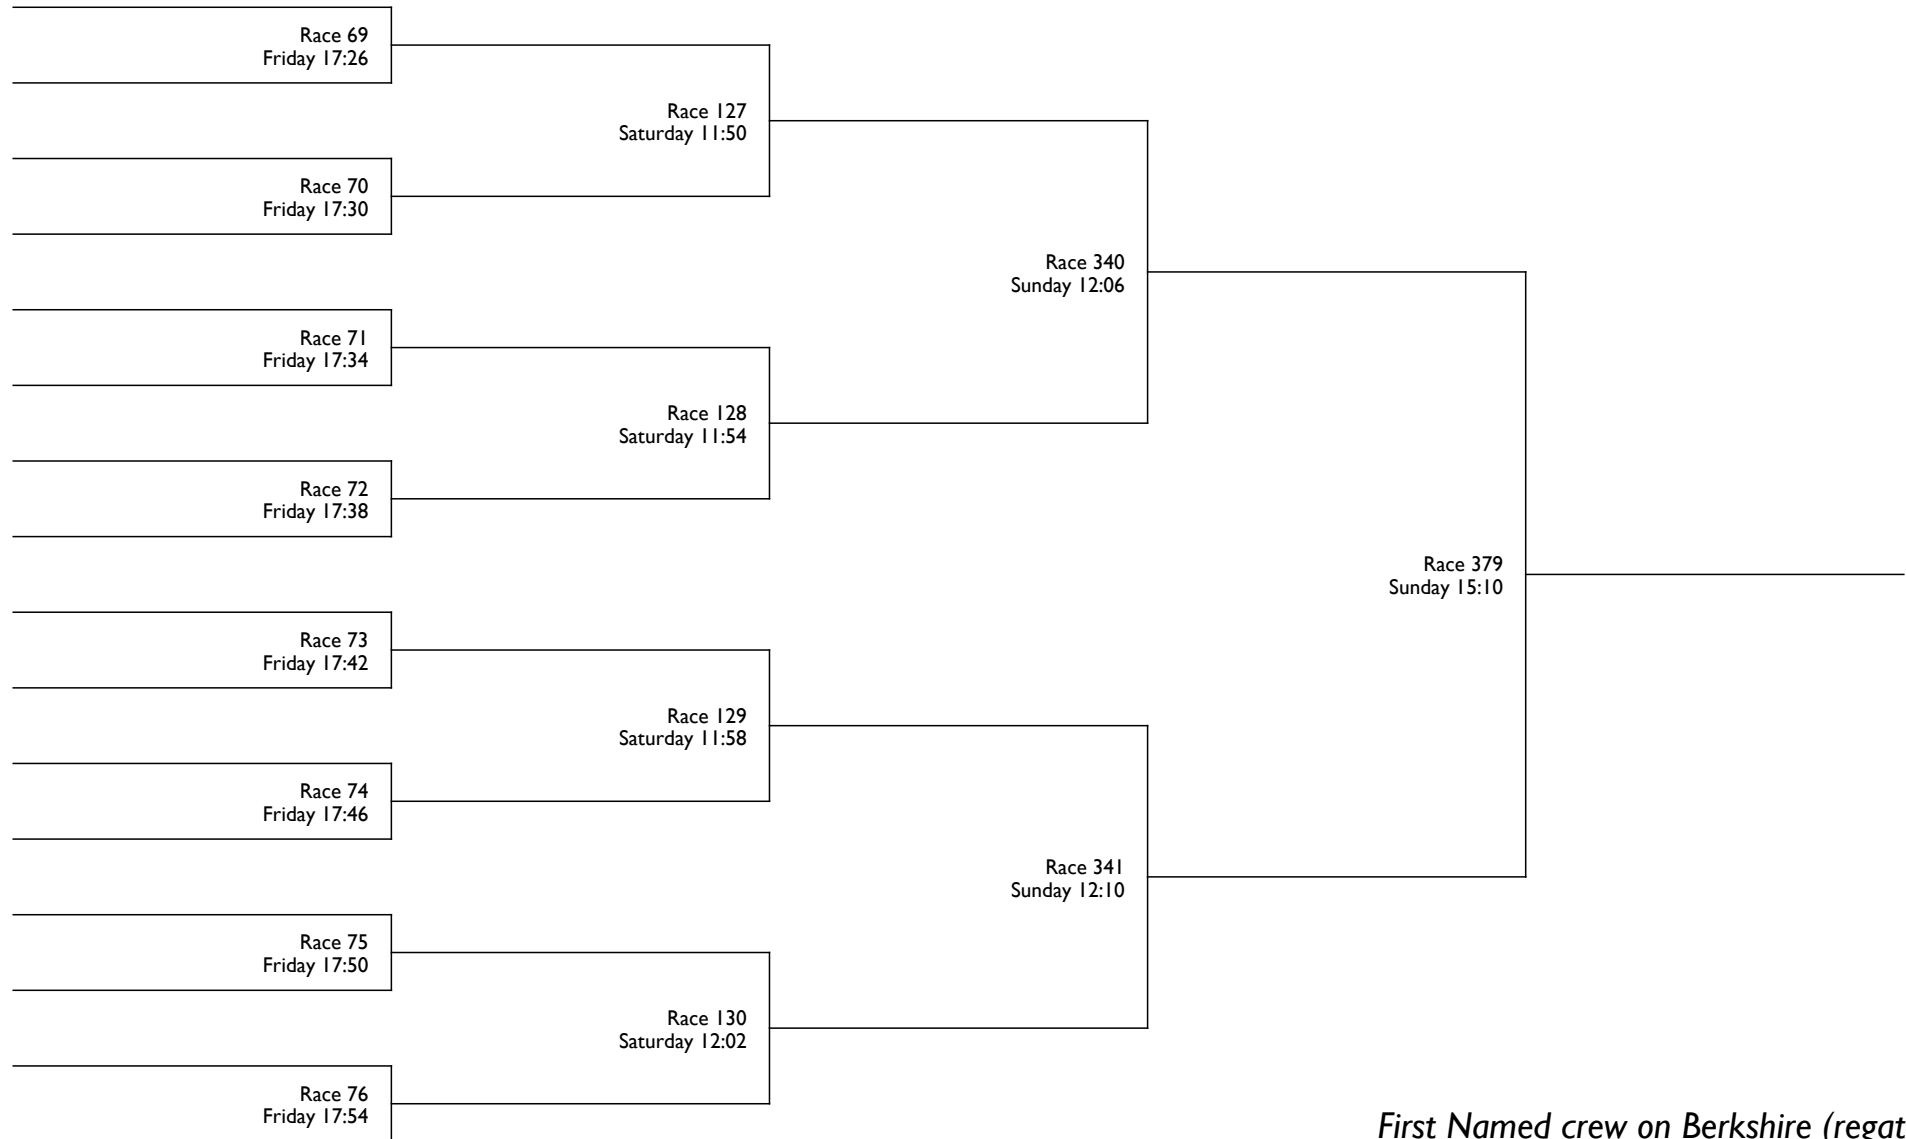 Race 69
Friday 17:26
Race 127
Saturday 11:50
Race 70
Friday 17:30
Race 340
Sunday 12:06
Race 71
Friday 17:34
Race 128
Saturday 11:54
Race 72
Friday 17:38
Race 379
Sunday 15:10
Race 73
Friday 17:42
Race 129
Saturday 11:58
Race 74
Friday 17:46
Race 341
Sunday 12:10
Race 75
Friday 17:50
Race 130
Saturday 12:02
Race 76
Friday 17:54
First Named crew on Berkshire (regat